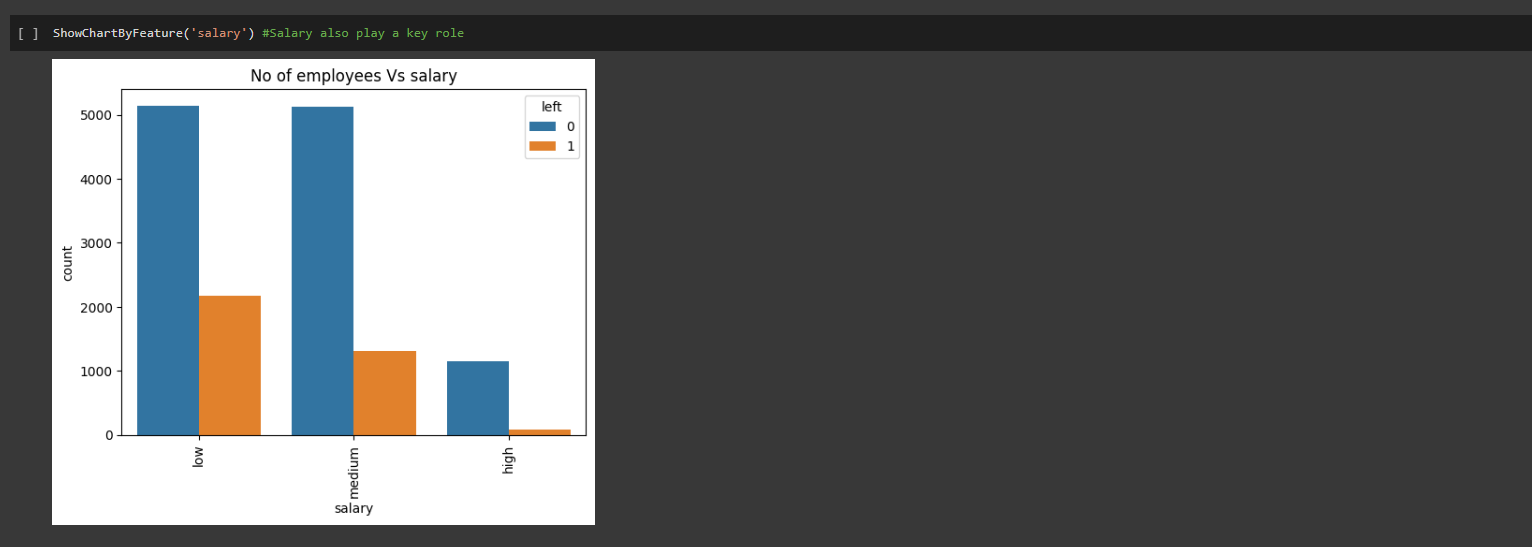 [ ] ShowChartByFeature('salary') #Salary also play a key role
No of employees Vs salary
left
0
1
5000
4000
3000
2000
1000
0
count
low
medium
high
salary